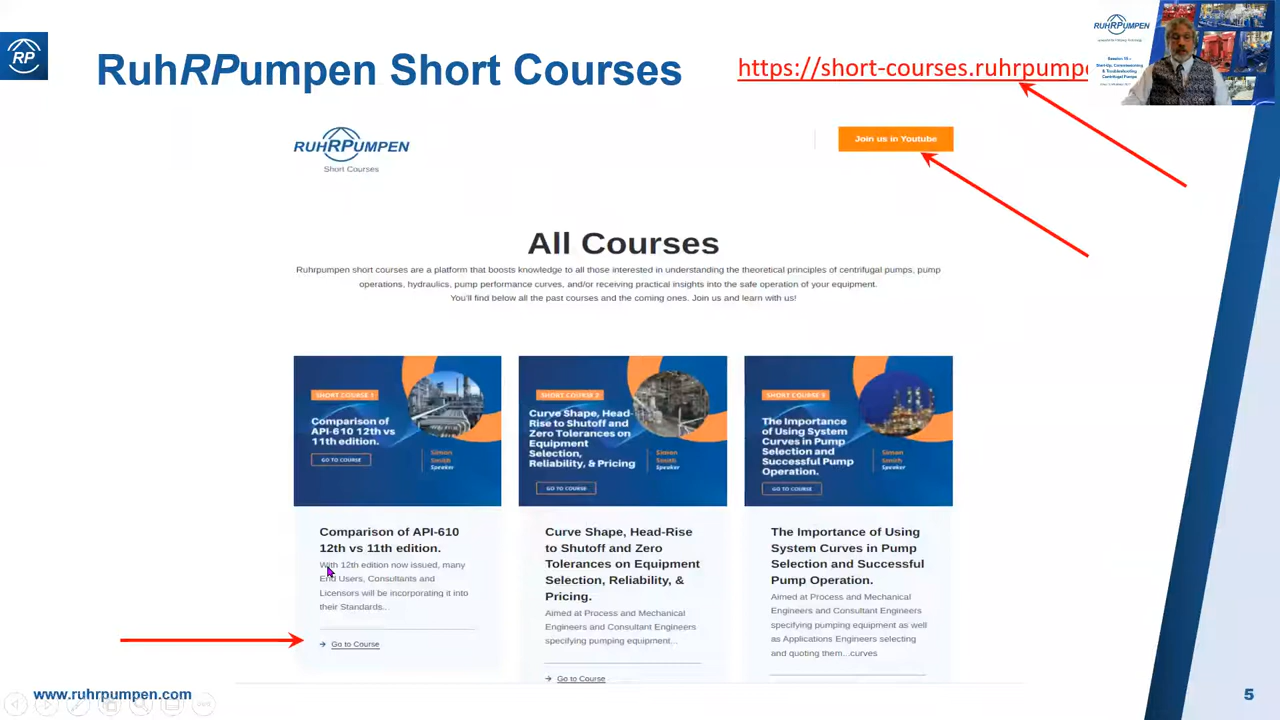 RP
RuhRPumpen Short Courses
https://short-courses.ruhrpumpe
RUHRPUMPEN
Session 15 –
Start-Up, Commissioning
& Troubleshooting
Centrifugal Pumps
RUHRPUMPEN
Short Courses
Join us in Youtube
All Courses
Ruhrpumpen short courses are a platform that boosts knowledge to all those interested in understanding the theoretical principles of centrifugal pumps, pump
operations, hydraulics, pump performance curves, and/or receiving practical insights into the safe operation of your equipment.
You'll find below all the past courses and the coming ones. Join us and learn with us!
SHORT COURSE 1
Comparison of
API-610 12th vs
11th edition.
GO TO COURSE
Simon
Smith
Speaker
SHORT COURSE 2
Curve Shape, Head-
Rise to Shutoff and
Zero Tolerances on
Equipment
Selection,
Reliability, & Pricing
GO TO COURSE
Simon
Smith
Speaker
SHORT COURSE 3
The Importance
of Using System
Curves in Pump
Selection and
Successful Pump
Operation.
GO TO COURSE
Simon
Smith
Speaker
Comparison of API-610
12th vs 11th edition.
With 12th edition now issued, many
End Users, Consultants and
Licensors will be incorporating it into
their Standards...
Go to Course
Curve Shape, Head-Rise
to Shutoff and Zero
Tolerances on Equipment
Selection, Reliability, &
Pricing.
Aimed at Process and Mechanical
Engineers and Consultant Engineers
specifying pumping equipment...
Go to Course
The Importance of Using
System Curves in Pump
Selection and Successful
Pump Operation.
Aimed at Process and Mechanical
Engineers and Consultant Engineers
specifying pumping equipment as well
as Applications Engineers selecting
and quoting them...curves
www.ruhrpumpen.com
5